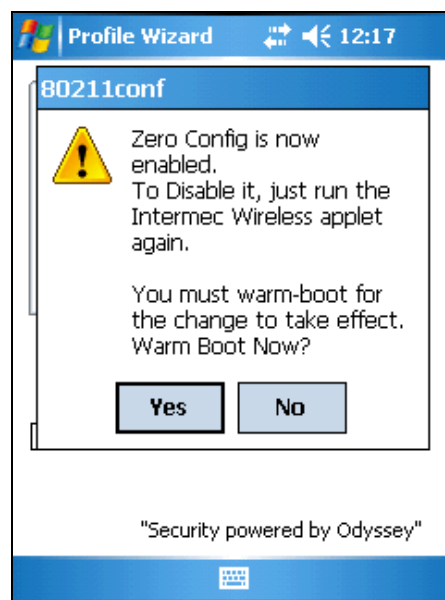 Profile Wizard 12:17
80211conf
Zero Config is now
enabled.
To Disable it, just run the
Intermec Wireless applet
again.
You must warm-boot for
the change to take effect.
Warm Boot Now?
Yes No
"Security powered by Odyssey"